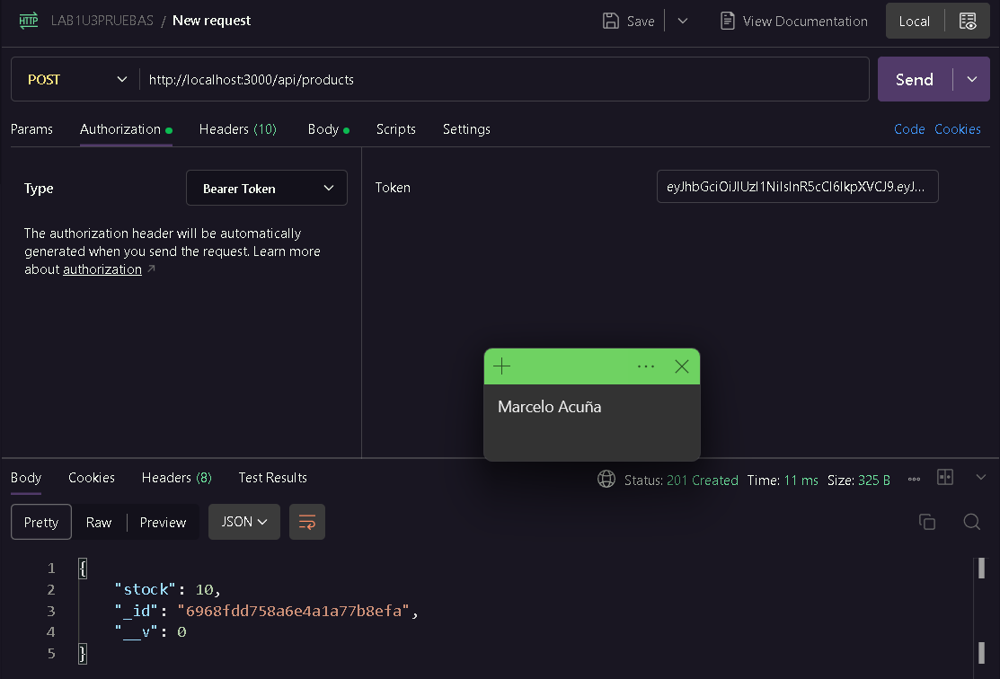 HTTP LAB1U3PRUEBAS / New request Save View Documentation Local
POST http://localhost:3000/api/products Send
Params Authorization Headers (10) Body Scripts Settings Code Cookies
Type Bearer Token Token eyJhbGciOiJIUzI1NiIsInR5cCI6IkpXVCJ9.eyJ...
The authorization header will be automatically
generated when you send the request. Learn more
about authorization
Marcelo Acuña
Body Cookies Headers (8) Test Results Status: 201 Created Time: 11 ms Size: 325 B
Pretty Raw Preview JSON
1 {
2 "stock": 10,
3 "_id": "6968fdd758a6e4a1a77b8efa",
4 "__v": 0
5 }